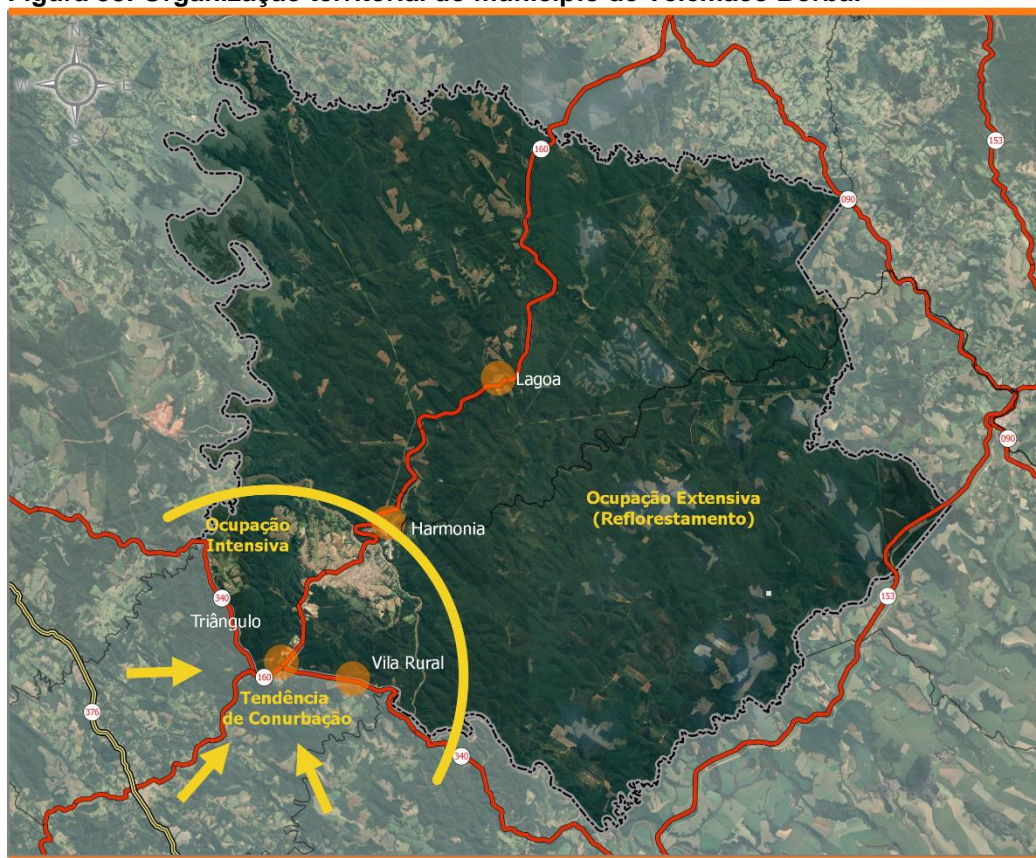 Figura 38. Organização territorial do município de Telêmaco Borba.
N
W
E
S
160
153
090
Lagoa
090
Ocupação Extensiva
(Reflorestamento)
Ocupação
Intensiva
Harmonia
340
Triângulo
153
Vila Rural
160
Tendência
de Conurbação
376
340